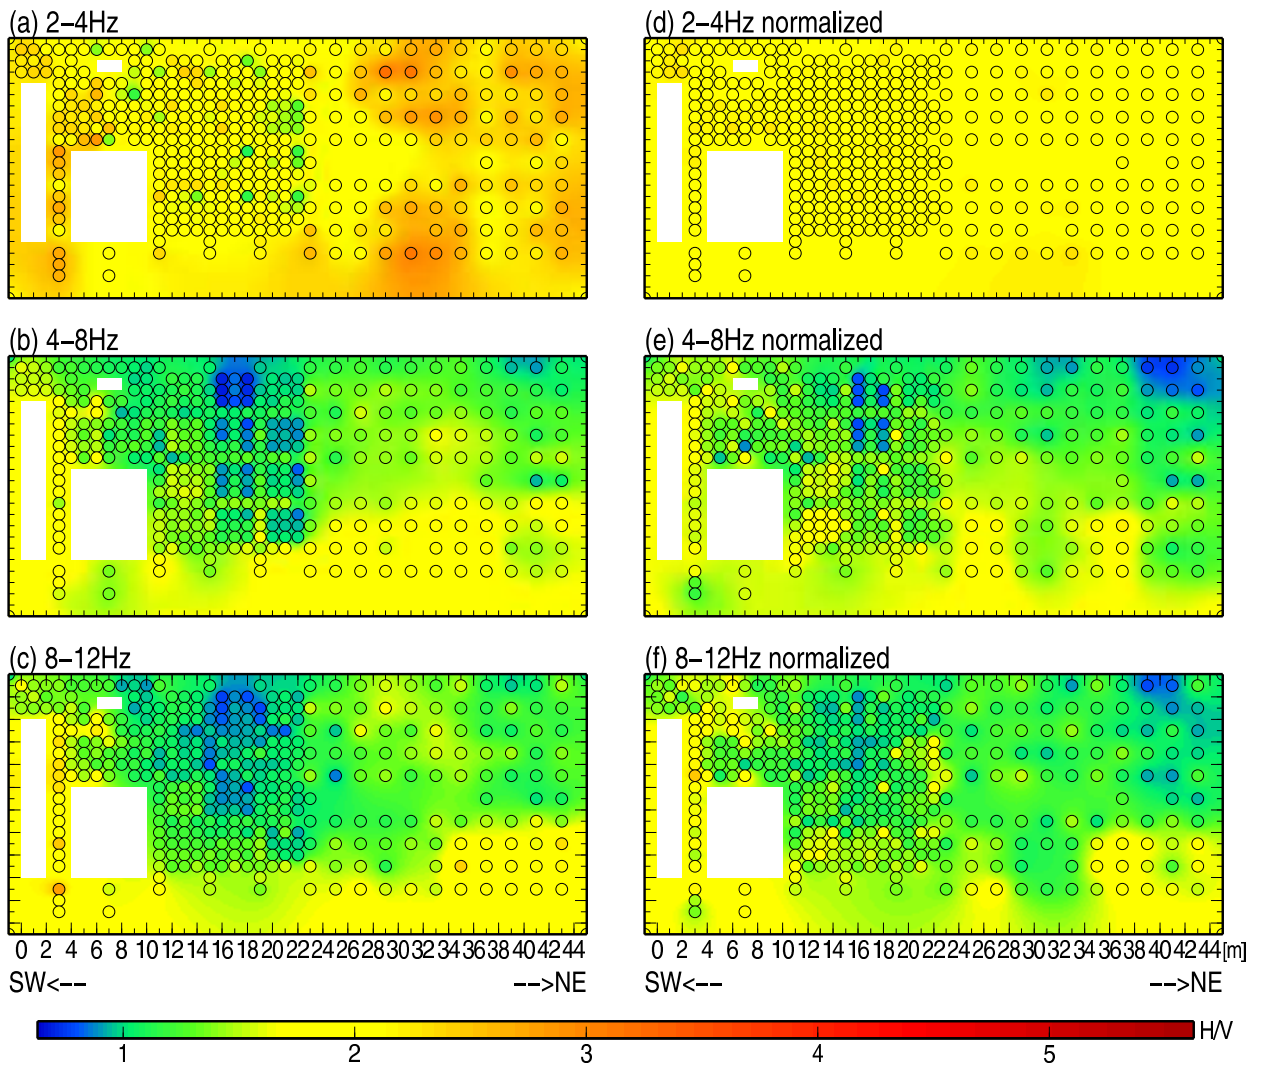 (a) 2−4Hz
(d) 2−4Hz normalized
(b) 4−8Hz
(e) 4−8Hz normalized
(c) 8−12Hz
(f) 8−12Hz normalized
0 2 4 6 8 10 12 14 16 18 20 22 24 26 28 30 32 34 36 38 40 42 44
0 2 4 6 8 10 12 14 16 18 20 22 24 26 28 30 32 34 36 38 40 42 44 [m]
SW<−− −−>NE
SW<−− −−>NE
H/V
1 2 3 4 5